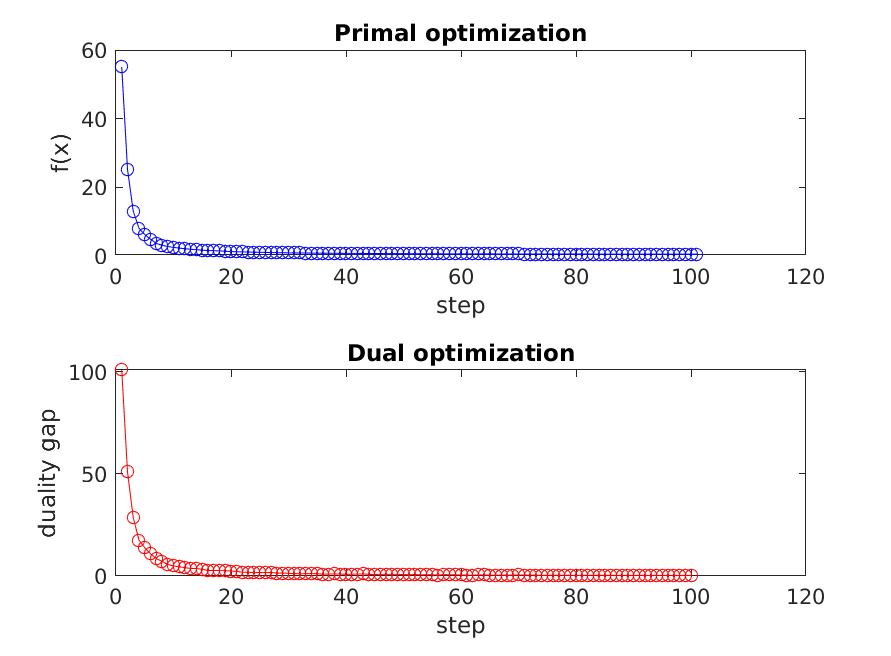 Primal optimization
60
40
20
0
f(x)
0 20 40 60 80 100 120
step
Dual optimization
100
50
0
duality gap
0 20 40 60 80 100 120
step